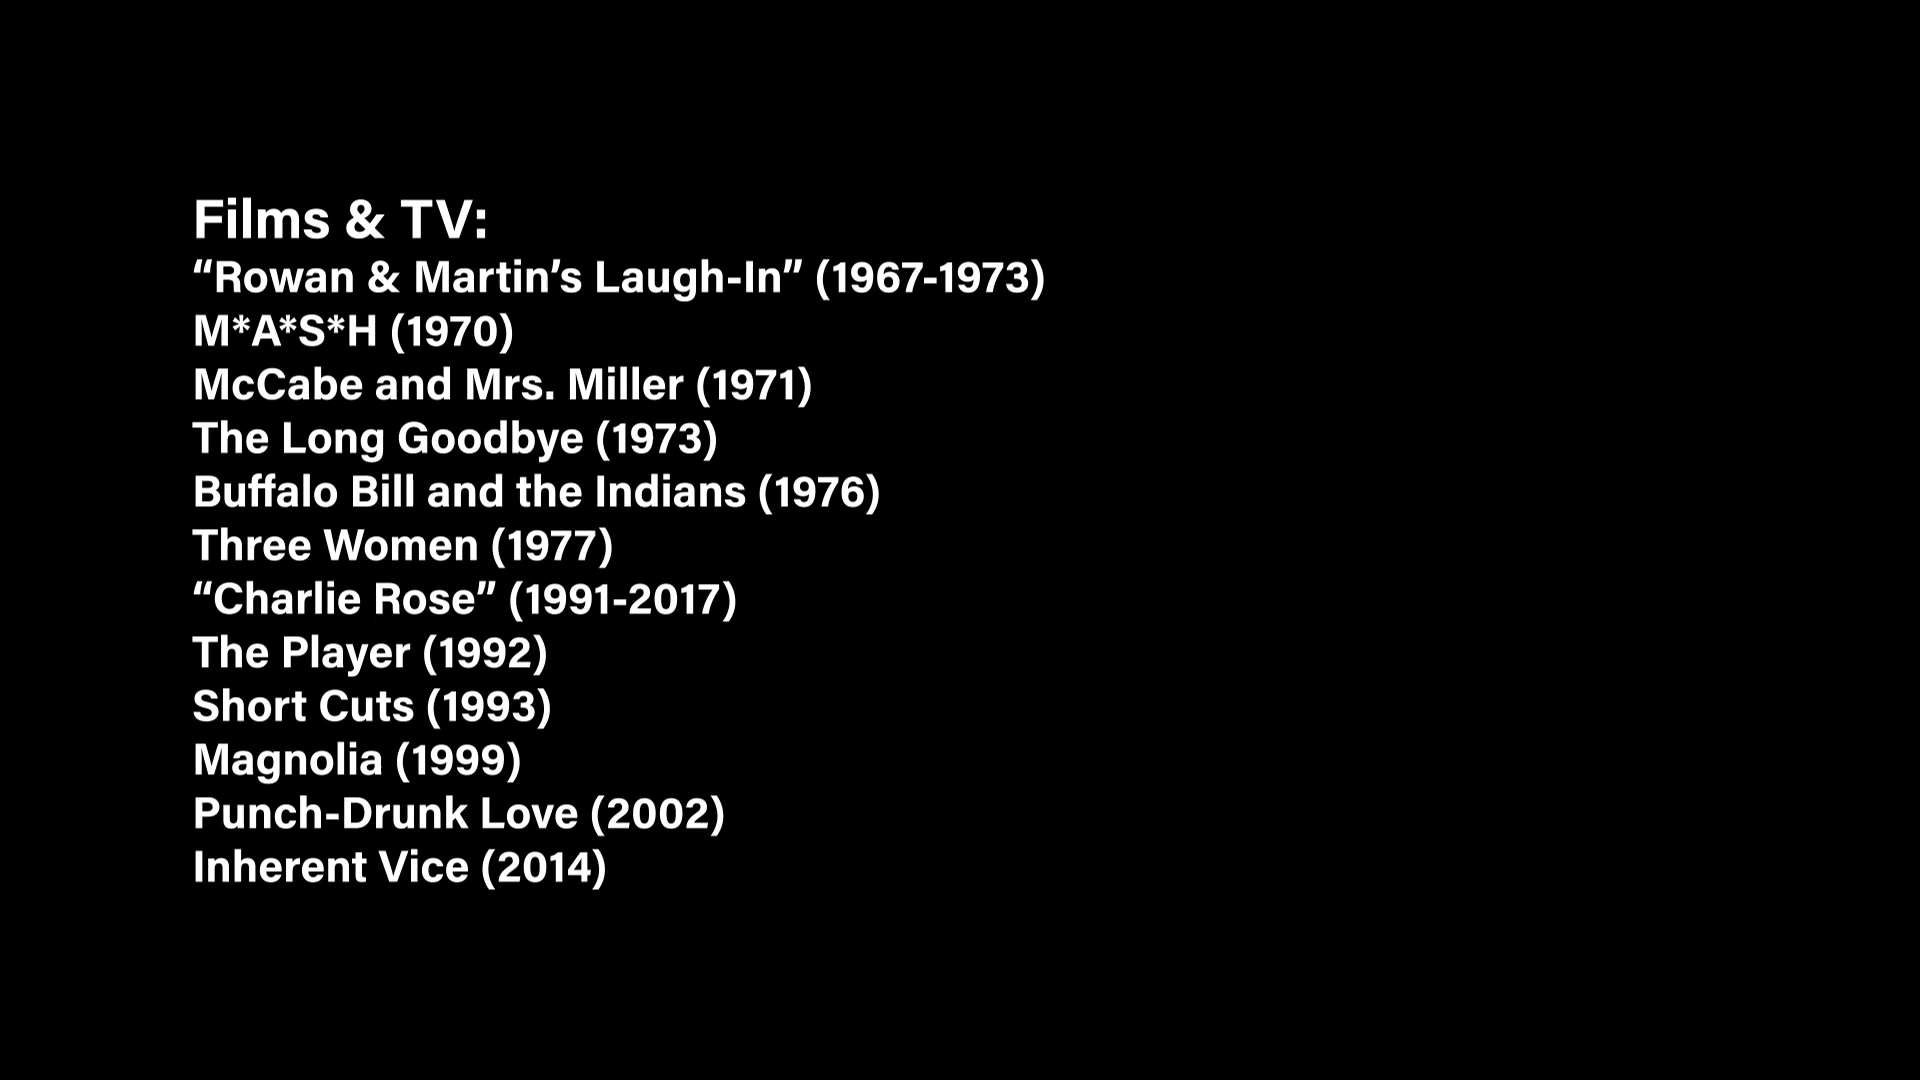 Films & TV:
“Rowan & Martin’s Laugh-In” (1967-1973)
M*A*S*H (1970)
McCabe and Mrs. Miller (1971)
The Long Goodbye (1973)
Buffalo Bill and the Indians (1976)
Three Women (1977)
“Charlie Rose” (1991-2017)
The Player (1992)
Short Cuts (1993)
Magnolia (1999)
Punch-Drunk Love (2002)
Inherent Vice (2014)